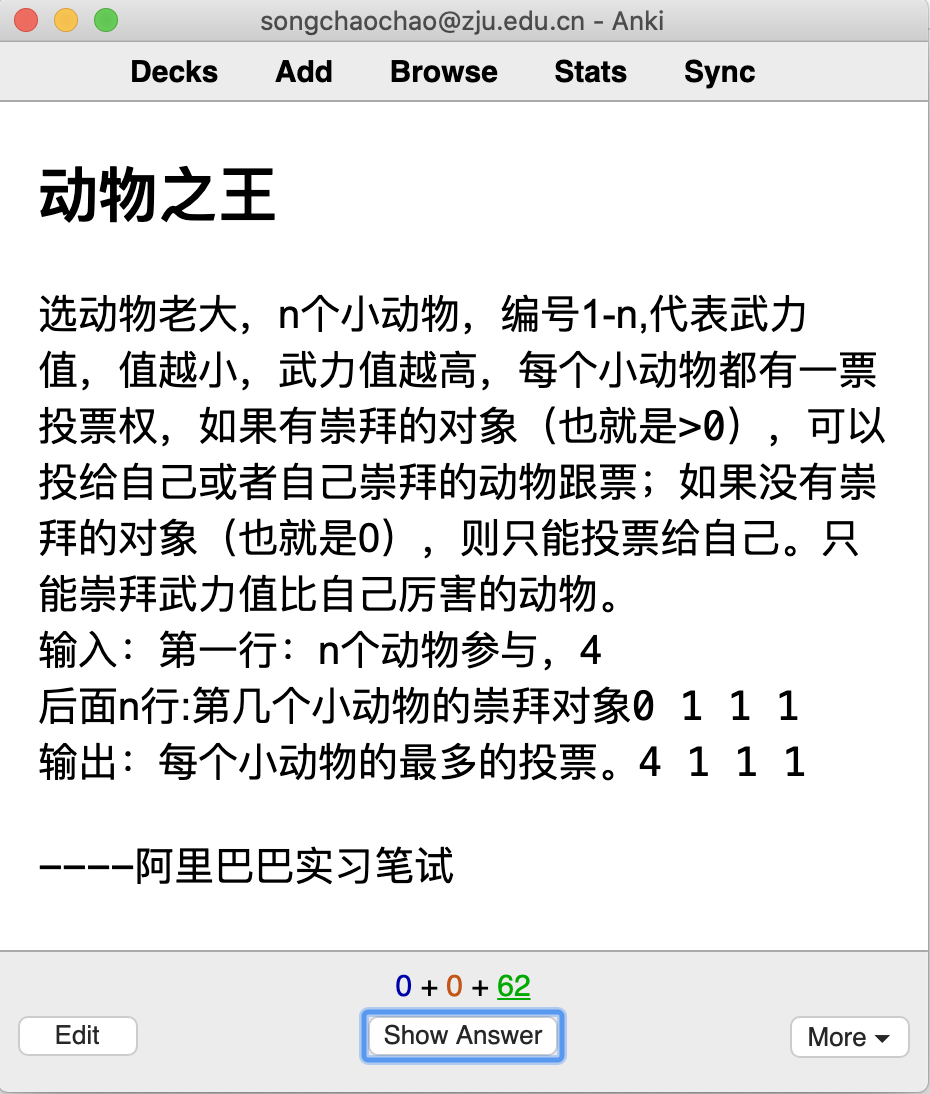 songchaochao@zju.edu.cn - Anki
Decks Add Browse Stats Sync
动物之王
选动物老大，n个小动物，编号1-n,代表武力
值，值越小，武力值越高，每个小动物都有一票
投票权，如果有崇拜的对象（也就是>0），可以
投给自己或者自己崇拜的动物跟票；如果没有崇
拜的对象（也就是0），则只能投票给自己。只
能崇拜武力值比自己厉害的动物。
输入：第一行：n个动物参与，4
后面n行:第几个小动物的崇拜对象0 1 1 1
输出：每个小动物的最多的投票。4 1 1 1
----阿里巴巴实习笔试
0 + 0 + 62
Edit Show Answer More